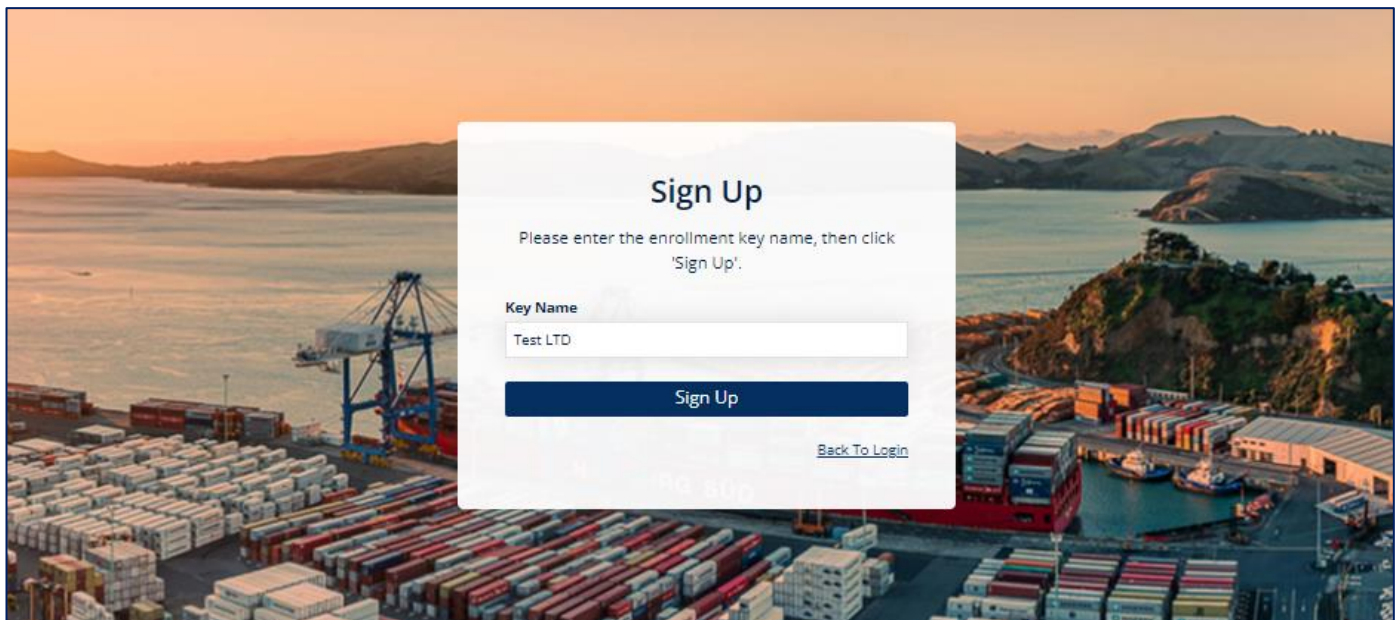 Sign Up
Please enter the enrollment key name, then click
'Sign Up'.
Key Name
Test LTD
Sign Up
Back To Login